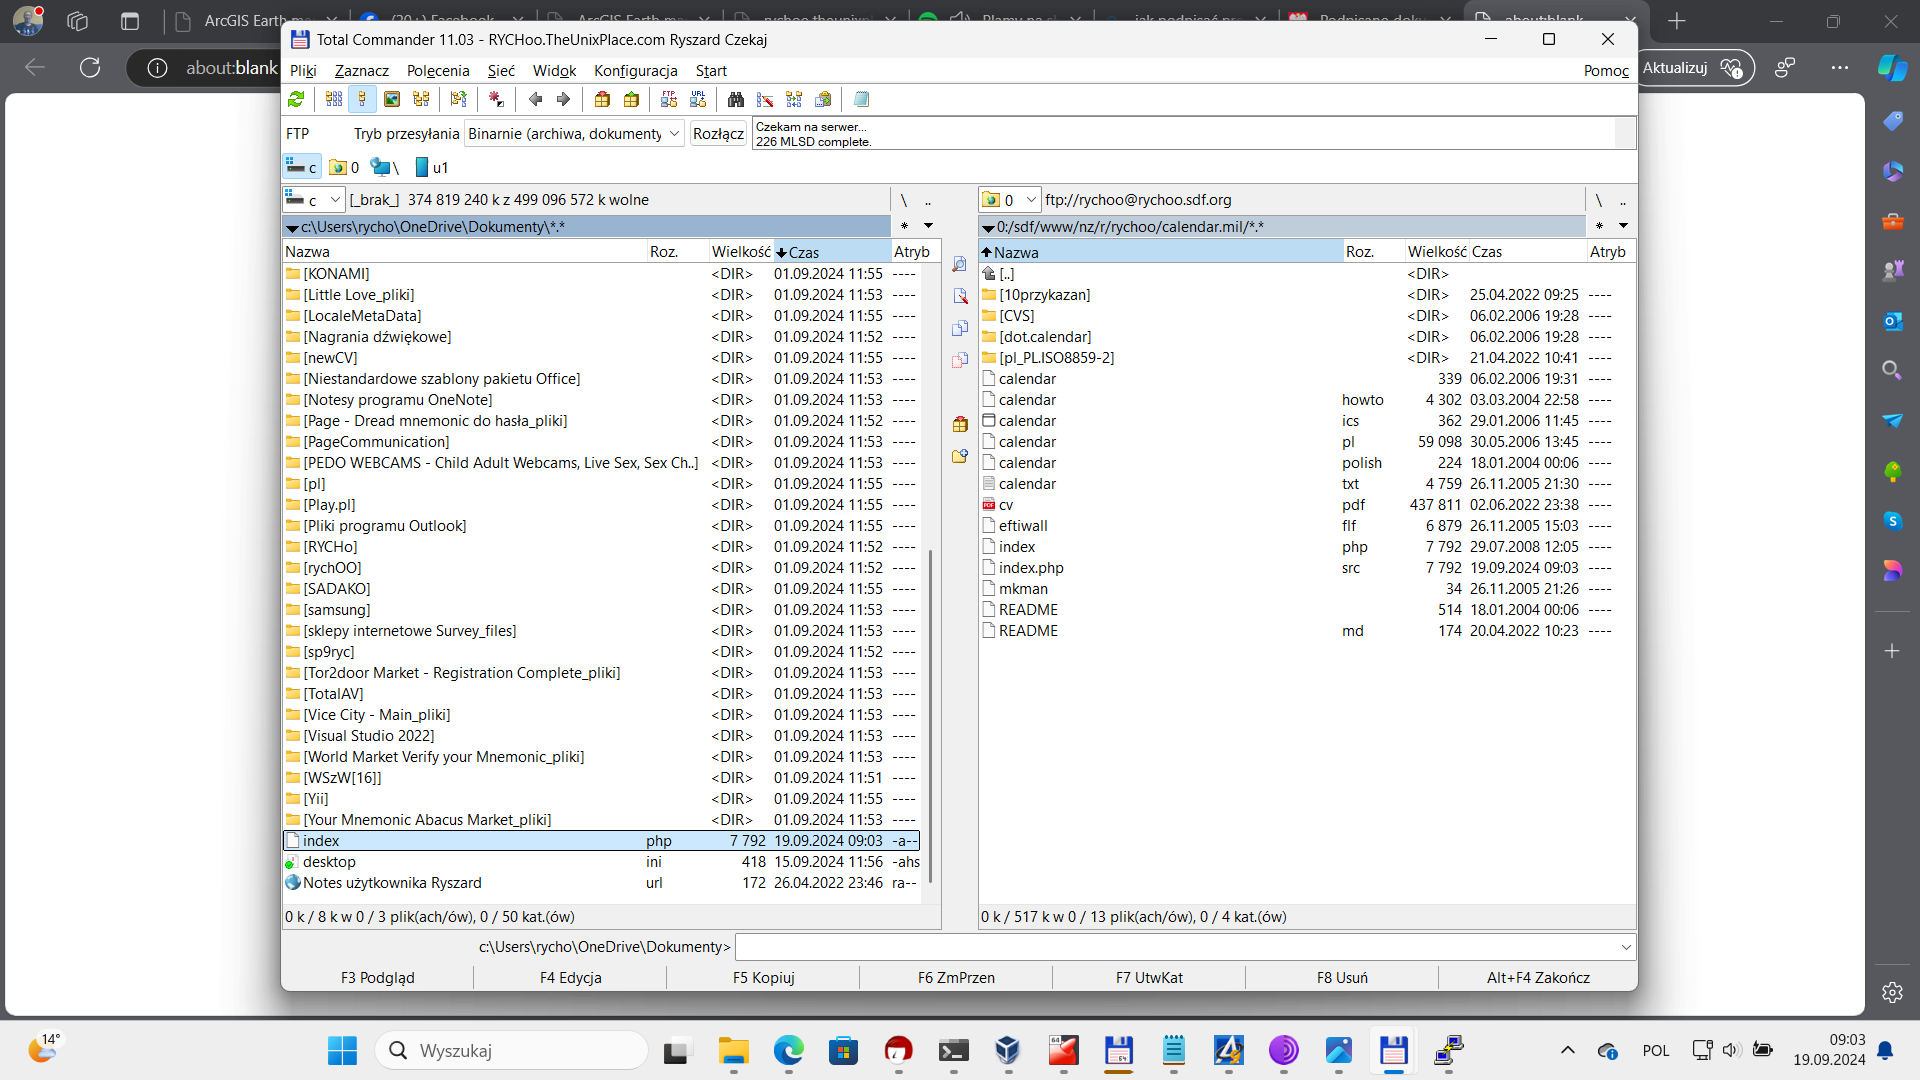 ArcGIS Earth
(20+) Facebook
ArcGIS Earth
rychoo.theunixpl
jak podpisać
about:blank
Total Commander 11.03 - RYCHoo.TheUnixPlace.com Ryszard Czekaj
about:blank
Aktualizuj
Pliki Zaznacz Polecenia Sieć Widok Konfiguracja Start Pomoc
FTP Tryb przesyłania Binarnie (archiwa, dokumenty Rozłącz
Czekam na serwer...
226 MLSD complete.
c 0 \ u1
c [_brak_] 374 819 240 k z 499 096 572 k wolne \ ..
0 ftp://rychoo@rychoo.sdf.org \ ..
c:\Users\rycho\OneDrive\Dokumenty\*.* *
0:/sdf/www/nz/r/rychoo/calendar.mil/*.* *
Nazwa Roz. Wielkość Czas Atryb
[KONAMI] <DIR> 01.09.2024 11:55 ----
[Little Love_pliki] <DIR> 01.09.2024 11:53 ----
[LocaleMetaData] <DIR> 01.09.2024 11:55 ----
[Nagrania dźwiękowe] <DIR> 01.09.2024 11:52 ----
[newCV] <DIR> 01.09.2024 11:55 ----
[Niestandardowe szablony pakietu Office] <DIR> 01.09.2024 11:53 ----
[Notesy programu OneNote] <DIR> 01.09.2024 11:53 ----
[Page - Dread mnemonic do hasła_pliki] <DIR> 01.09.2024 11:52 ----
[PageCommunication] <DIR> 01.09.2024 11:53 ----
[PEDO WEBCAMS - Child Adult Webcams, Live Sex, Sex Ch..] <DIR> 01.09.2024 11:53 ----
[pl] <DIR> 01.09.2024 11:55 ----
[Play.pl] <DIR> 01.09.2024 11:55 ----
[Pliki programu Outlook] <DIR> 01.09.2024 11:55 ----
[RYCHo] <DIR> 01.09.2024 11:52 ----
[rychOO] <DIR> 01.09.2024 11:52 ----
[SADAKO] <DIR> 01.09.2024 11:55 ----
[samsung] <DIR> 01.09.2024 11:53 ----
[sklepy internetowe Survey_files] <DIR> 01.09.2024 11:53 ----
[sp9ryc] <DIR> 01.09.2024 11:52 ----
[Tor2door Market - Registration Complete_pliki] <DIR> 01.09.2024 11:53 ----
[TotalAV] <DIR> 01.09.2024 11:53 ----
[Vice City - Main_pliki] <DIR> 01.09.2024 11:53 ----
[Visual Studio 2022] <DIR> 01.09.2024 11:53 ----
[World Market Verify your Mnemonic_pliki] <DIR> 01.09.2024 11:53 ----
[WSzW[16]] <DIR> 01.09.2024 11:51 ----
[Yii] <DIR> 01.09.2024 11:55 ----
[Your Mnemonic Abacus Market_pliki] <DIR> 01.09.2024 11:53 ----
index php 7 792 19.09.2024 09:03 -a--
desktop ini 418 15.09.2024 11:56 -ahs
Notes użytkownika Ryszard url 172 26.04.2022 23:46 ra--
0 k / 8 k w 0 / 3 plik(ach/ów), 0 / 50 kat.(ów)
Nazwa Roz. Wielkość Czas Atryb
[..] <DIR>
[10przykazan] <DIR> 25.04.2022 09:25 ----
[CVS] <DIR> 06.02.2006 19:28 ----
[dot.calendar] <DIR> 06.02.2006 19:28 ----
[pl_PL.ISO8859-2] <DIR> 21.04.2022 10:41 ----
calendar 339 06.02.2006 19:31 ----
calendar howto 4 302 03.03.2004 22:58 ----
calendar ics 362 29.01.2006 11:45 ----
calendar pl 59 098 30.05.2006 13:45 ----
calendar polish 224 18.01.2004 00:06 ----
calendar txt 4 759 26.11.2005 21:30 ----
cv pdf 437 811 02.06.2022 23:38 ----
eftiwall flf 6 879 26.11.2005 15:03 ----
index php 7 792 29.07.2008 12:05 ----
index.php src 7 792 19.09.2024 09:03 ----
mkman 34 26.11.2005 21:26 ----
README 514 18.01.2004 00:06 ----
README md 174 20.04.2022 10:23 ----
0 k / 517 k w 0 / 13 plik(ach/ów), 0 / 4 kat.(ów)
c:\Users\rycho\OneDrive\Dokumenty>
F3 Podgląd F4 Edycja F5 Kopiuj F6 ZmPrzen F7 UtwKat F8 Usuń Alt+F4 Zakończ
14°
Wyszukaj
POL
09:03
19.09.2024